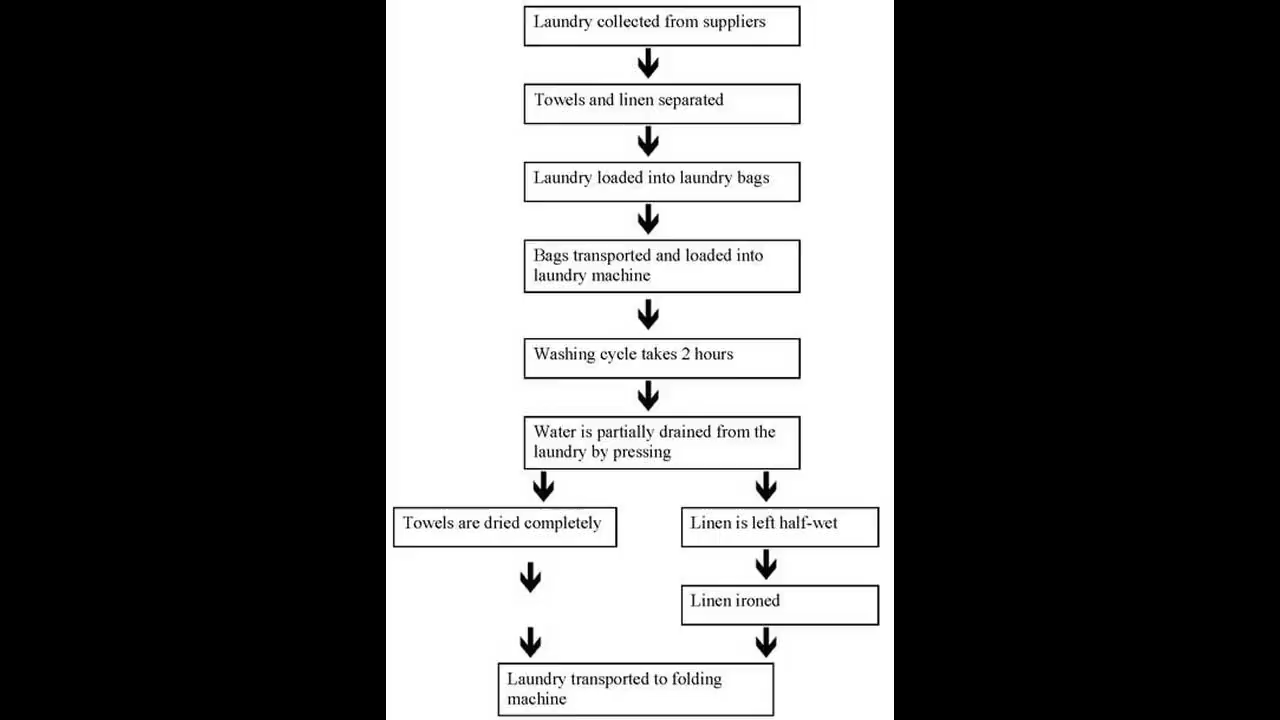 Laundry collected from suppliers
Towels and linen separated
Laundry loaded into laundry bags
Bags transported and loaded into
laundry machine
Washing cycle takes 2 hours
Water is partially drained from the
laundry by pressing
Towels are dried completely
Linen is left half-wet
Linen ironed
Laundry transported to folding
machine